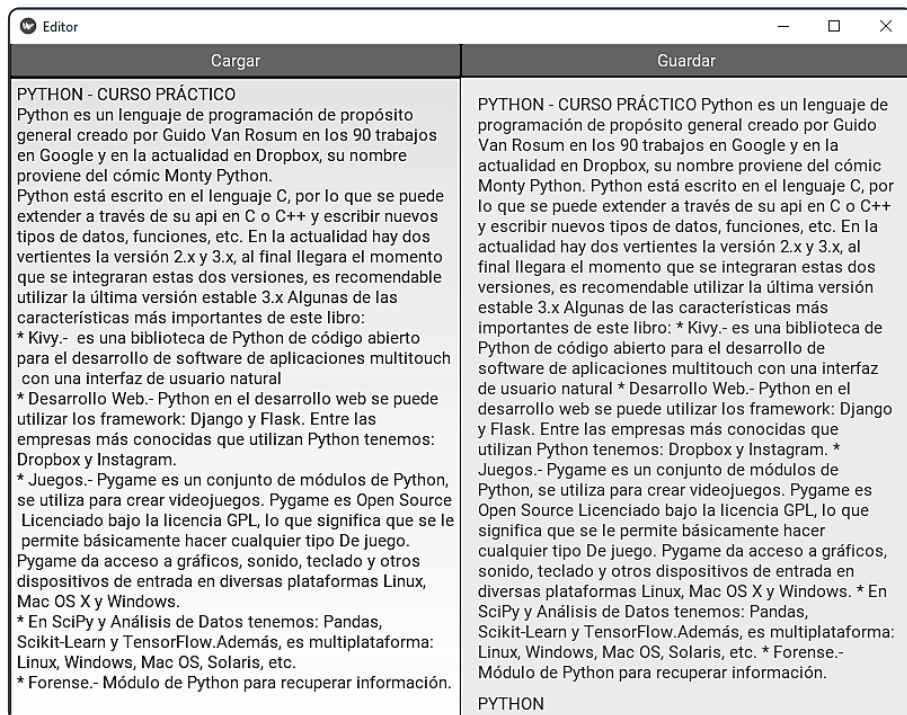 Editor
Cargar
Guardar
PYTHON - CURSO PRÁCTICO
Python es un lenguaje de programación de propósito
general creado por Guido Van Rosum en los 90 trabajos
en Google y en la actualidad en Dropbox, su nombre
proviene del cómic Monty Python.
Python está escrito en el lenguaje C, por lo que se puede
extender a través de su api en C o C++ y escribir nuevos
tipos de datos, funciones, etc. En la actualidad hay dos
vertientes la versión 2.x y 3.x, al final llegara el momento
que se integraran estas dos versiones, es recomendable
utilizar la última versión estable 3.x Algunas de las
características más importantes de este libro:
* Kivy.- es una biblioteca de Python de código abierto
para el desarrollo de software de aplicaciones multitouch
con una interfaz de usuario natural
* Desarrollo Web.- Python en el desarrollo web se puede
utilizar los framework: Django y Flask. Entre las
empresas más conocidas que utilizan Python tenemos:
Dropbox y Instagram.
* Juegos.- Pygame es un conjunto de módulos de Python,
se utiliza para crear videojuegos. Pygame es Open Source
Licenciado bajo la licencia GPL, lo que significa que se le
permite básicamente hacer cualquier tipo De juego.
Pygame da acceso a gráficos, sonido, teclado y otros
dispositivos de entrada en diversas plataformas Linux,
Mac OS X y Windows.
* En SciPy y Análisis de Datos tenemos: Pandas,
Scikit-Learn y TensorFlow.Además, es multiplataforma:
Linux, Windows, Mac OS, Solaris, etc.
* Forense.- Módulo de Python para recuperar información.
PYTHON - CURSO PRÁCTICO Python es un lenguaje de
programación de propósito general creado por Guido
Van Rosum en los 90 trabajos en Google y en la
actualidad en Dropbox, su nombre proviene del cómic
Monty Python. Python está escrito en el lenguaje C, por
lo que se puede extender a través de su api en C o C++
y escribir nuevos tipos de datos, funciones, etc. En la
actualidad hay dos vertientes la versión 2.x y 3.x, al
final llegara el momento que se integraran estas dos
versiones, es recomendable utilizar la última versión
estable 3.x Algunas de las características más
importantes de este libro: * Kivy.- es una biblioteca de
Python de código abierto para el desarrollo de
software de aplicaciones multitouch con una interfaz
de usuario natural * Desarrollo Web.- Python en el
desarrollo web se puede utilizar los framework: Django
y Flask. Entre las empresas más conocidas que
utilizan Python tenemos: Dropbox y Instagram. *
Juegos.- Pygame es un conjunto de módulos de
Python, se utiliza para crear videojuegos. Pygame es
Open Source Licenciado bajo la licencia GPL, lo que
significa que se le permite básicamente hacer
cualquier tipo De juego. Pygame da acceso a gráficos,
sonido, teclado y otros dispositivos de entrada en
diversas plataformas Linux, Mac OS X y Windows. * En
SciPy y Análisis de Datos tenemos: Pandas,
Scikit-Learn y TensorFlow.Además, es multiplataforma:
Linux, Windows, Mac OS, Solaris, etc. * Forense.-
Módulo de Python para recuperar información.
PYTHON